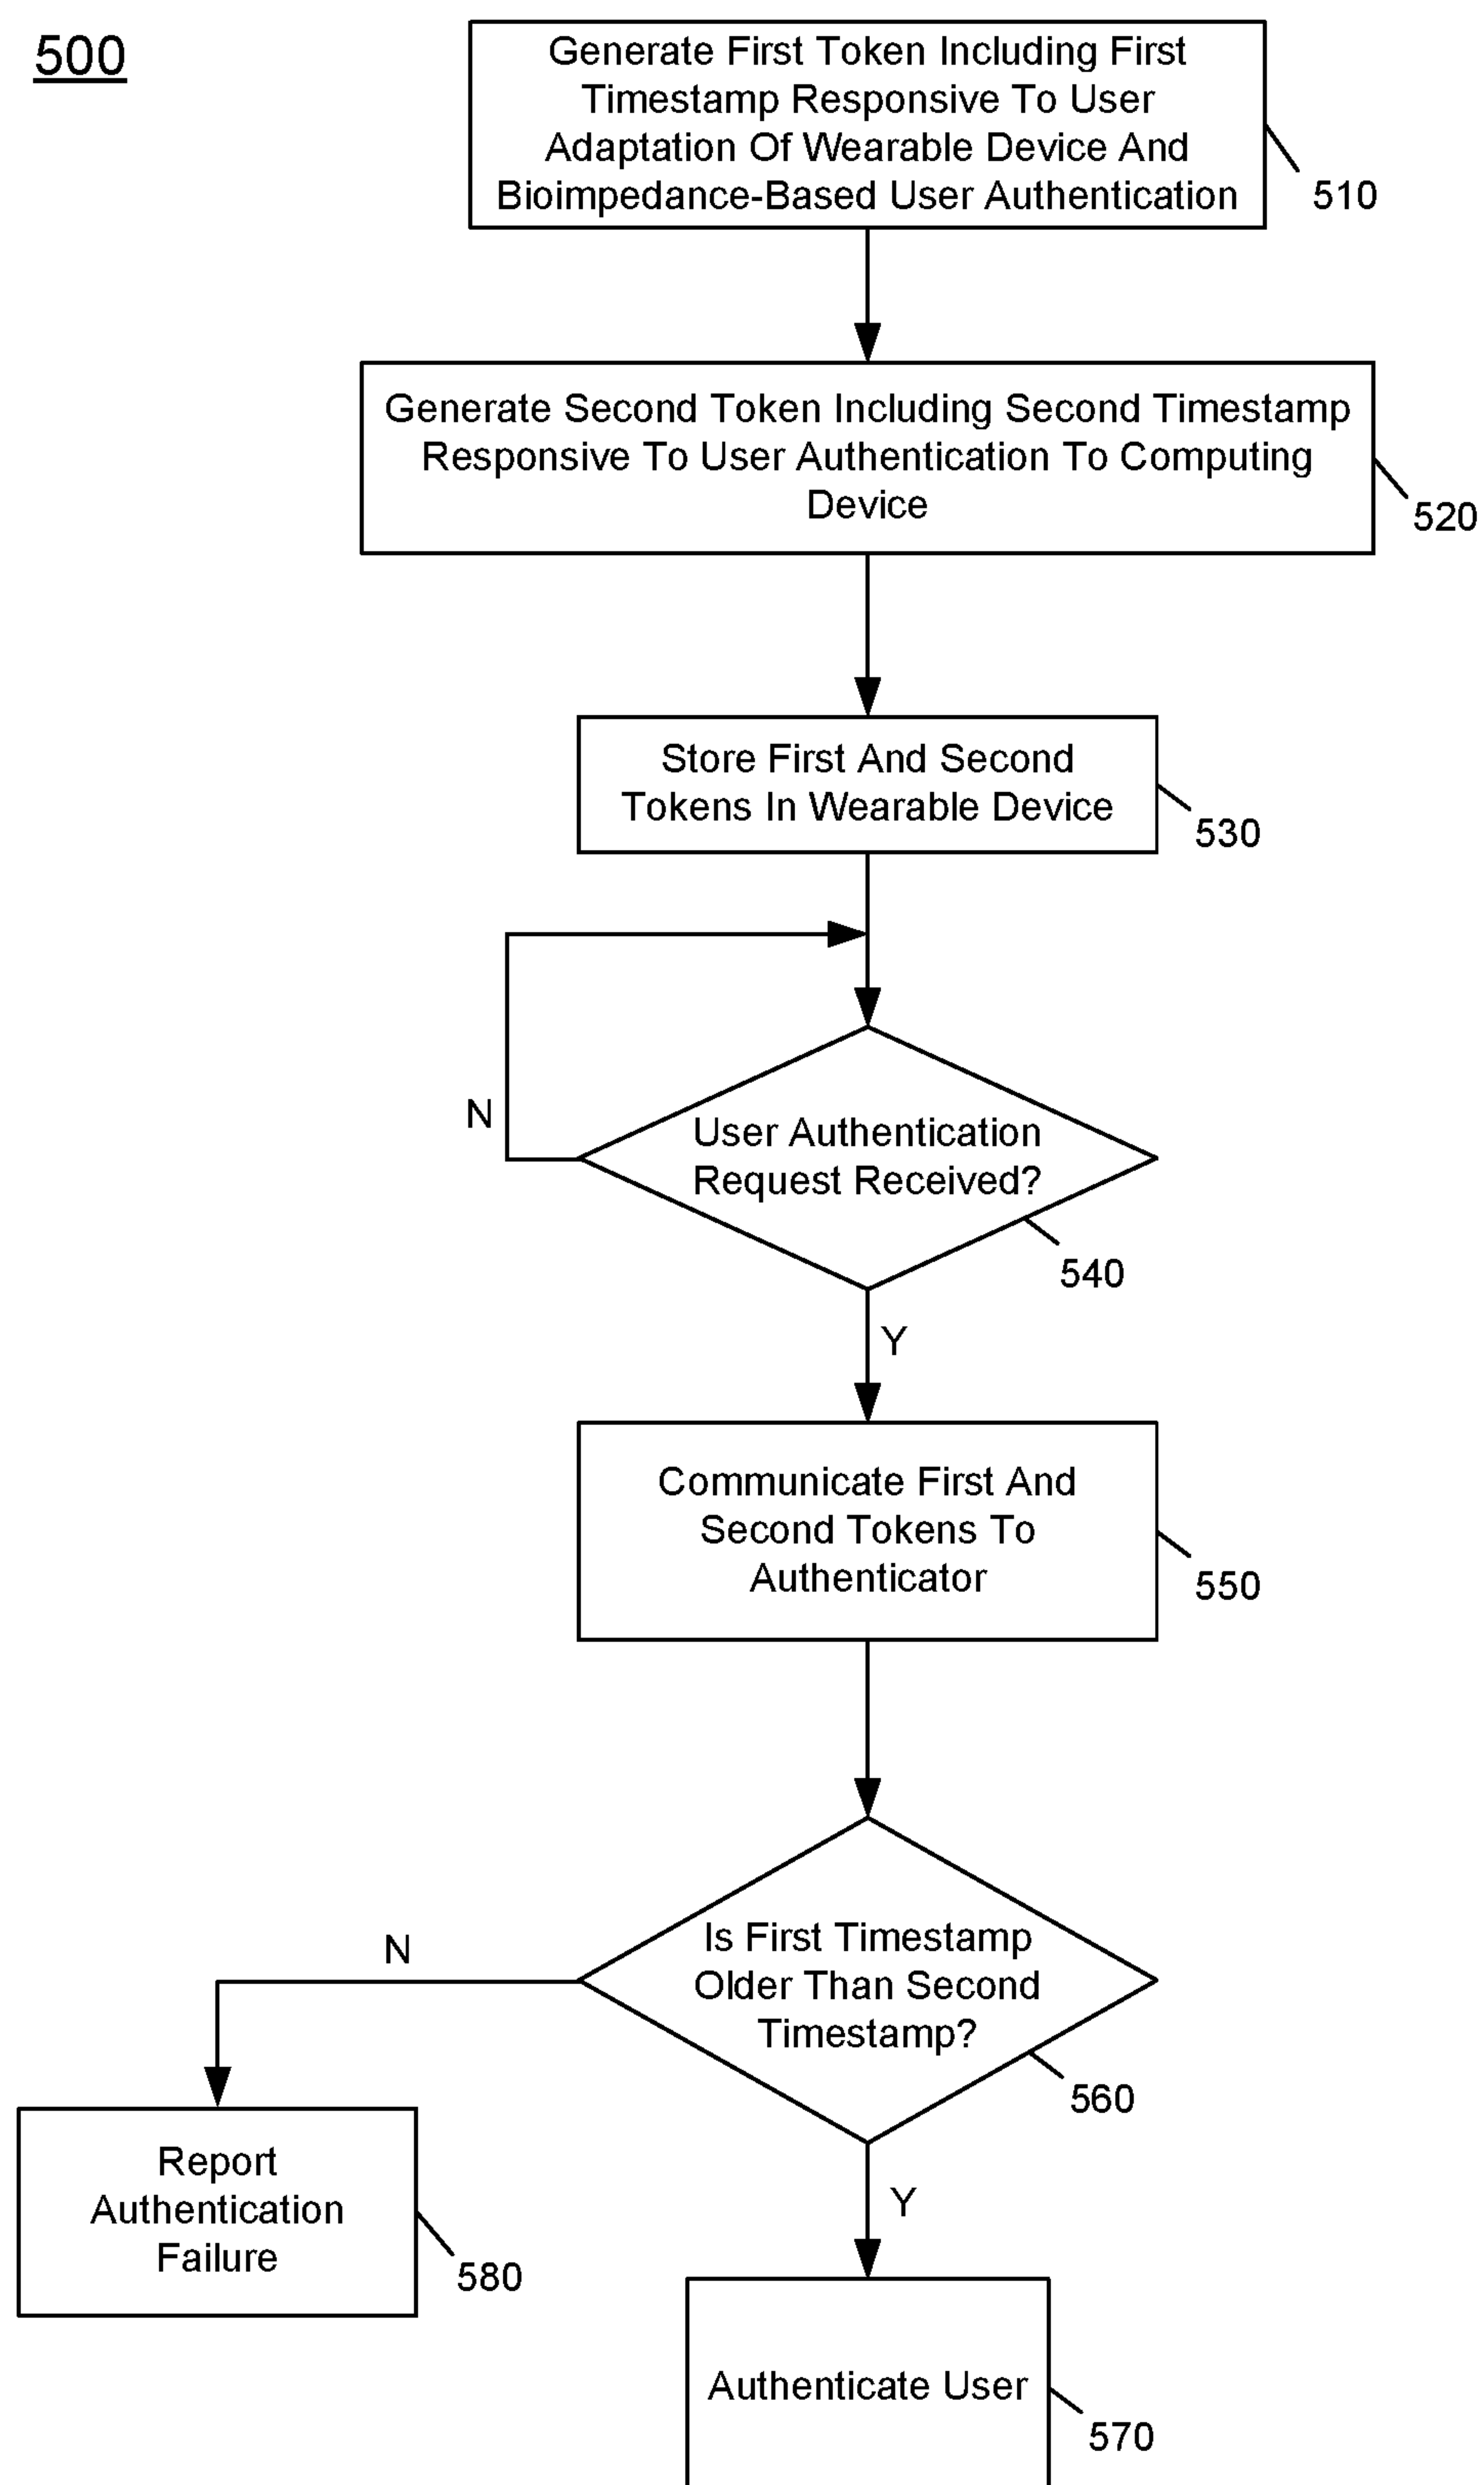 500
Generate First Token Including First
Timestamp Responsive To User
Adaptation Of Wearable Device And
Bioimpedance-Based User Authentication
510
Generate Second Token Including Second Timestamp
Responsive To User Authentication To Computing
Device
520
Store First And Second
Tokens In Wearable Device
530
N
User Authentication
Request Received?
540
Y
Communicate First And
Second Tokens To
Authenticator
550
Is First Timestamp
Older Than Second
Timestamp?
560
N
Report
Authentication
Failure
580
Y
Authenticate User
570